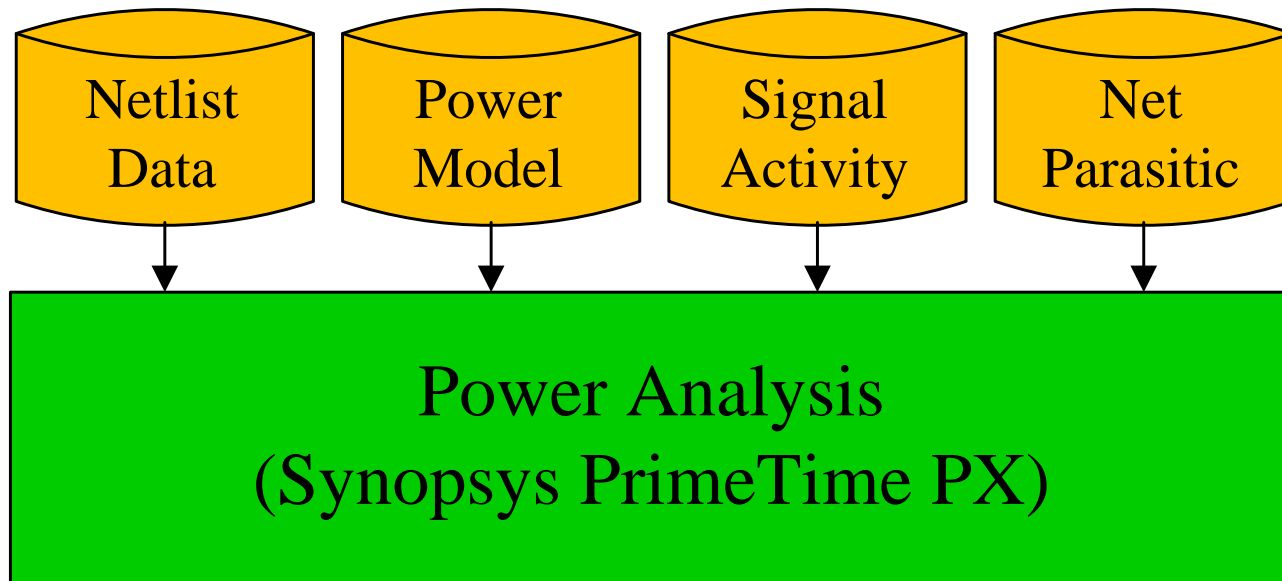 Netlist
Data
Power
Model
Signal
Activity
Net
Parasitic
Power Analysis
(Synopsys PrimeTime PX)